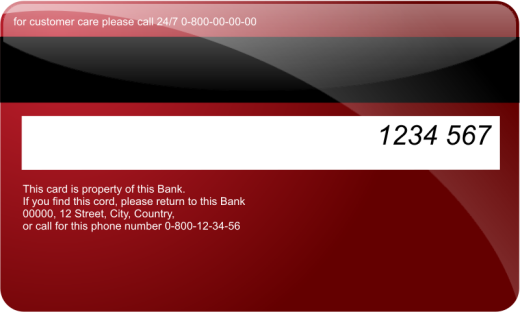 for customer care please call 24/7 0-800-00-00-00
1234 567
This card is property of this Bank.
If you find this cord, please return to this Bank
00000, 12 Street, City, Country,
or call for this phone number 0-800-12-34-56